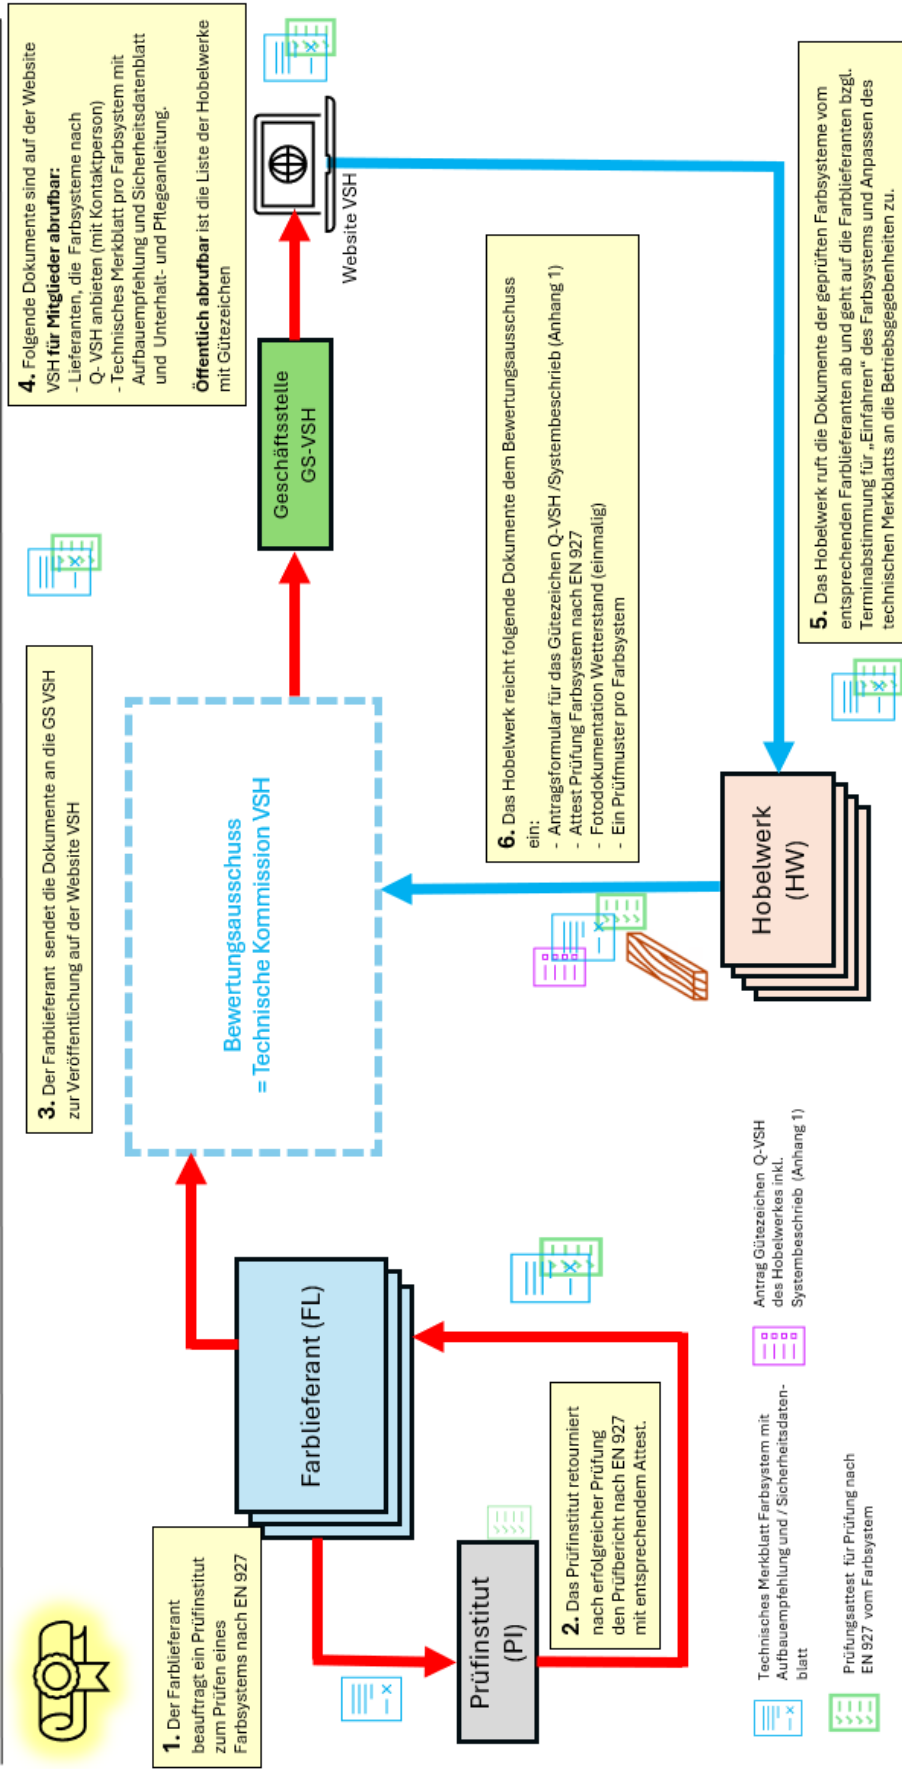 1. Der Farblieferant
beauftragt ein Prüfinstitut
zum Prüfen eines
Farbsystems nach EN 927
Farblieferant (FL)
Prüfinstitut
(PI)
2. Das Prüfinstitut retourniert
nach erfolgreicher Prüfung
den Prüfbericht nach EN 927
mit entsprechendem Attest.
3. Der Farblieferant sendet die Dokumente an die GS VSH
zur Veröffentlichung auf der Website VSH
Bewertungsausschuss
= Technische Kommission VSH
Geschäftsstelle
GS-VSH
4. Folgende Dokumente sind auf der Website
VSH für Mitglieder abrufbar:
- Lieferanten, die Farbsysteme nach
Q- VSH anbieten (mit Kontaktperson)
- Technisches Merkblatt pro Farbsystem mit
Aufbauempfehlung und Sicherheitsdatenblatt
und Unterhalt- und Pflegeanleitung.
Öffentlich abrufbar ist die Liste der Hobelwerke
mit Gütezeichen
Website VSH
6. Das Hobelwerk reicht folgende Dokumente dem Bewertungsausschuss
ein:
- Antragsformular für das Gütezeichen Q-VSH /Systembeschrieb (Anhang 1)
- Attest Prüfung Farbsystem nach EN 927
- Fotodokumentation Wetterstand (einmalig)
- Ein Prüfmuster pro Farbsystem
Hobelwerk
(HW)
5. Das Hobelwerk ruft die Dokumente der geprüften Farbsysteme vom
entsprechenden Farblieferanten ab und geht auf die Farblieferanten bzgl.
Terminabstimmung für „Einfahren" des Farbsystems und Anpassen des
technischen Merkblatts an die Betriebsgegebenheiten zu.
Technisches Merkblatt Farbsystem mit
Aufbauempfehlung und / Sicherheitsdaten-
blatt
Prüfungsattest für Prüfung nach
EN 927 vom Farbsystem
Antrag Gütezeichen Q-VSH
des Hobelwerkes inkl.
Systembeschrieb (Anhang 1)